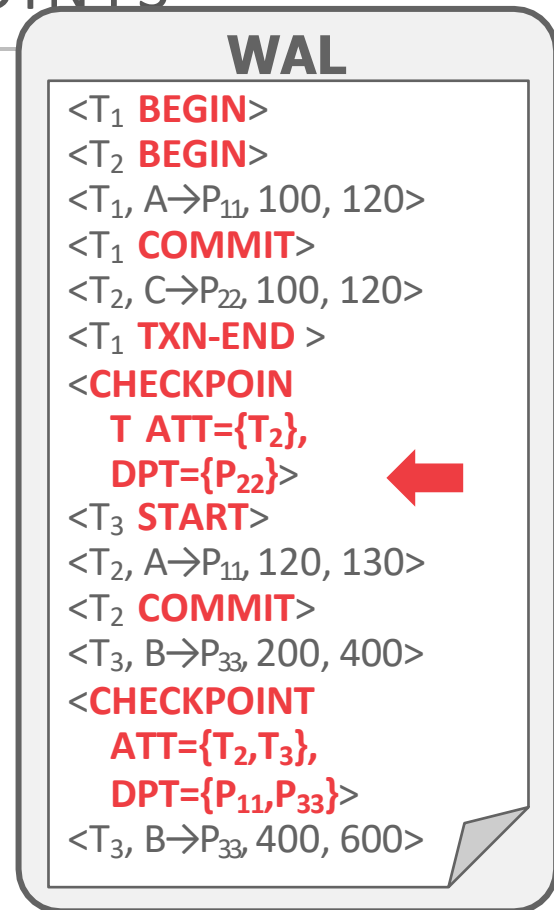 WAL
<T₁ BEGIN>
<T₂ BEGIN>
<T₁, A→P₁₁, 100, 120>
<T₁ COMMIT>
<T₂, C→P₂₂, 100, 120>
<T₁ TXN-END >
<CHECKPOIN
T ATT={T₂},
DPT={P₂₂}>
<T₃ START>
<T₂, A→P₁₁, 120, 130>
<T₂ COMMIT>
<T₃, B→P₃₃, 200, 400>
<CHECKPOINT
ATT={T₂,T₃},
DPT={P₁₁,P₃₃}>
<T₃, B→P₃₃, 400, 600>